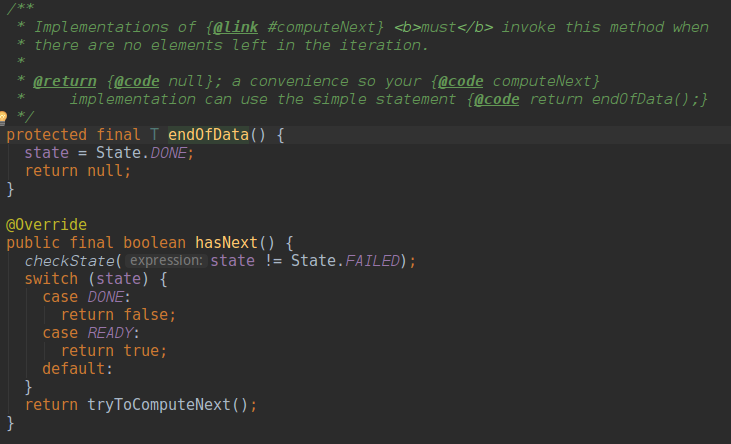 /**
 * Implementations of {@link #computeNext} <b>must</b> invoke this method when
 * there are no elements left in the iteration.
 *
 * @return {@code null}; a convenience so your {@code computeNext}
 *     implementation can use the simple statement {@code return endOfData();}
 */
protected final T endOfData() {
  state = State.DONE;
  return null;
}

@Override
public final boolean hasNext() {
  checkState( expression: state != State.FAILED);
  switch (state) {
    case DONE:
      return false;
    case READY:
      return true;
    default:
  }
  return tryToComputeNext();
}